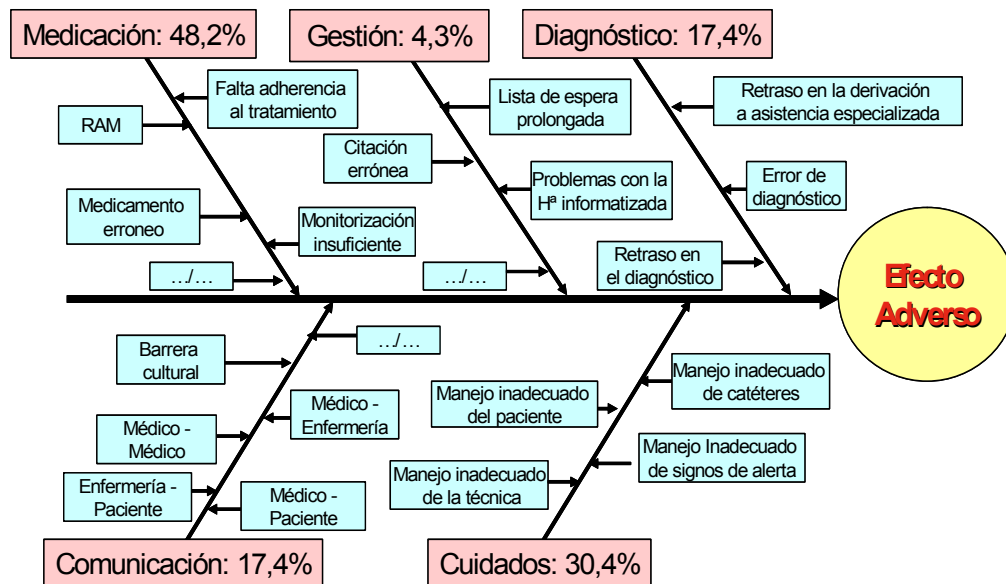 Medicación: 48,2%
Gestión: 4,3%
Diagnóstico: 17,4%
Falta adherencia
al tratamiento
RAM
Medicamento
erroneo
Monitorización
insuficiente
…/…
Lista de espera
prolongada
Citación
errónea
Problemas con la
Hª informatizada
…/…
Retraso en la derivación
a asistencia especializada
Error de
diagnóstico
Retraso en
el diagnóstico
Efecto
Adverso
…/…
Barrera
cultural
Médico -
Enfermería
Médico -
Médico
Enfermería -
Paciente
Médico -
Paciente
Manejo inadecuado
de catéteres
Manejo inadecuado
del paciente
Manejo Inadecuado
de signos de alerta
Manejo inadecuado
de la técnica
Comunicación: 17,4%
Cuidados: 30,4%